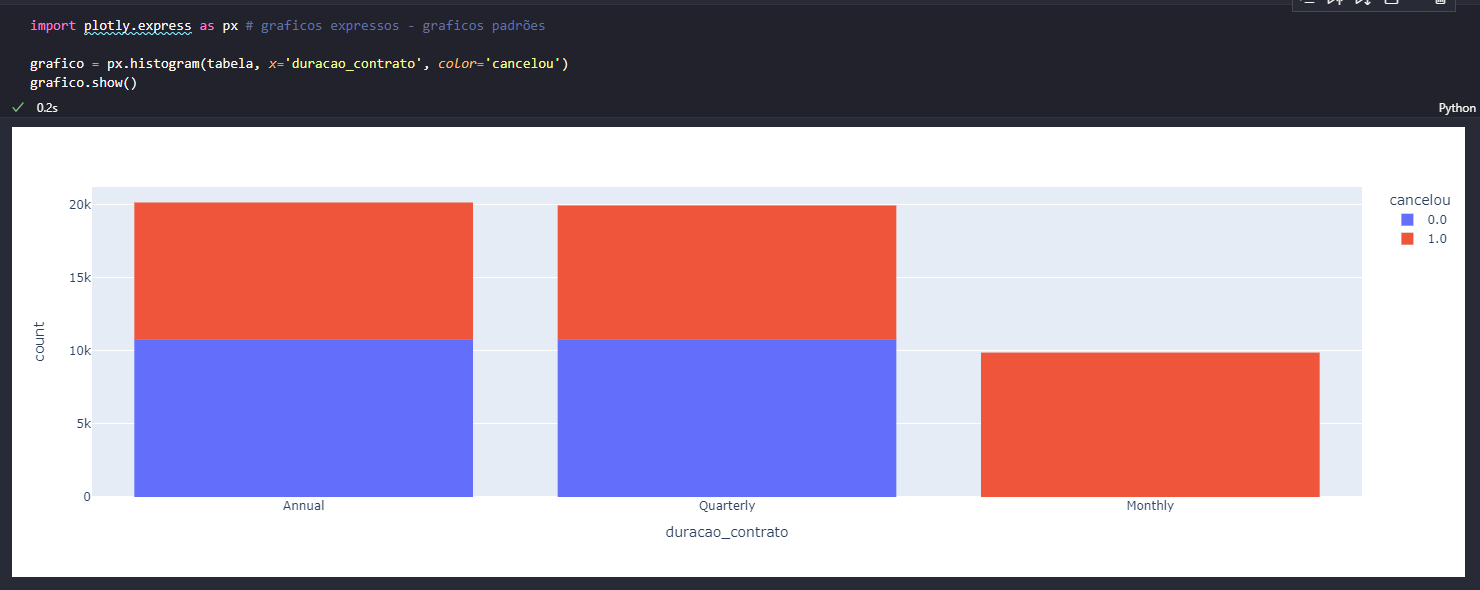 import plotly.express as px # graficos expressos - graficos padrões
grafico = px.histogram(tabela, x='duracao_contrato', color='cancelou')
grafico.show()
0.2s
Python
cancelou
0.0
1.0
count
20k
15k
10k
5k
0
Annual
Quarterly
Monthly
duracao_contrato